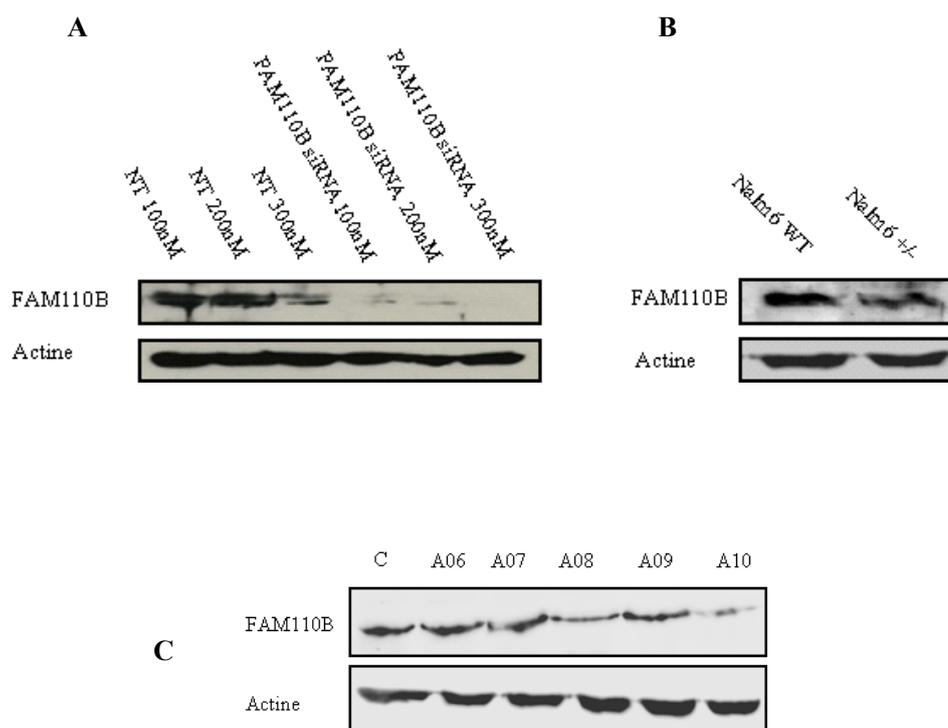 A
B
NT 100nM
NT 200nM
NT 300nM
FAM110B siRNA 100nM
FAM110B siRNA 200nM
FAM110B siRNA 300nM
Nalm6 WT
Nalm6 +/-
FAM110B
FAM110B
Actine
Actine
C A06 A07 A08 A09 A10
FAM110B
C
Actine